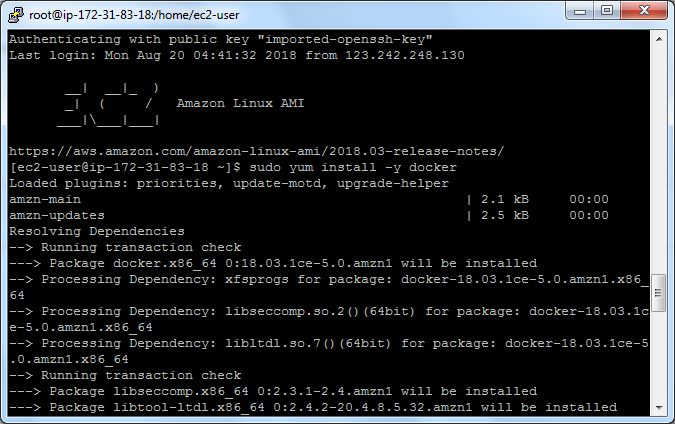 root@ip-172-31-83-18:/home/ec2-user
Authenticating with public key "imported-openssh-key"
Last login: Mon Aug 20 04:41:32 2018 from 123.242.248.130
       __|  __|_  )
       _|  (     /   Amazon Linux AMI
      ___|\___|___|
https://aws.amazon.com/amazon-linux-ami/2018.03-release-notes/
[ec2-user@ip-172-31-83-18 ~]$ sudo yum install -y docker
Loaded plugins: priorities, update-motd, upgrade-helper
amzn-main                                                | 2.1 kB     00:00
amzn-updates                                             | 2.5 kB     00:00
Resolving Dependencies
--> Running transaction check
---> Package docker.x86_64 0:18.03.1ce-5.0.amzn1 will be installed
--> Processing Dependency: xfsprogs for package: docker-18.03.1ce-5.0.amzn1.x86_
64
--> Processing Dependency: libseccomp.so.2()(64bit) for package: docker-18.03.1c
e-5.0.amzn1.x86_64
--> Processing Dependency: libltdl.so.7()(64bit) for package: docker-18.03.1ce-5
.0.amzn1.x86_64
--> Running transaction check
---> Package libseccomp.x86_64 0:2.3.1-2.4.amzn1 will be installed
---> Package libtool-ltdl.x86_64 0:2.4.2-20.4.8.5.32.amzn1 will be installed